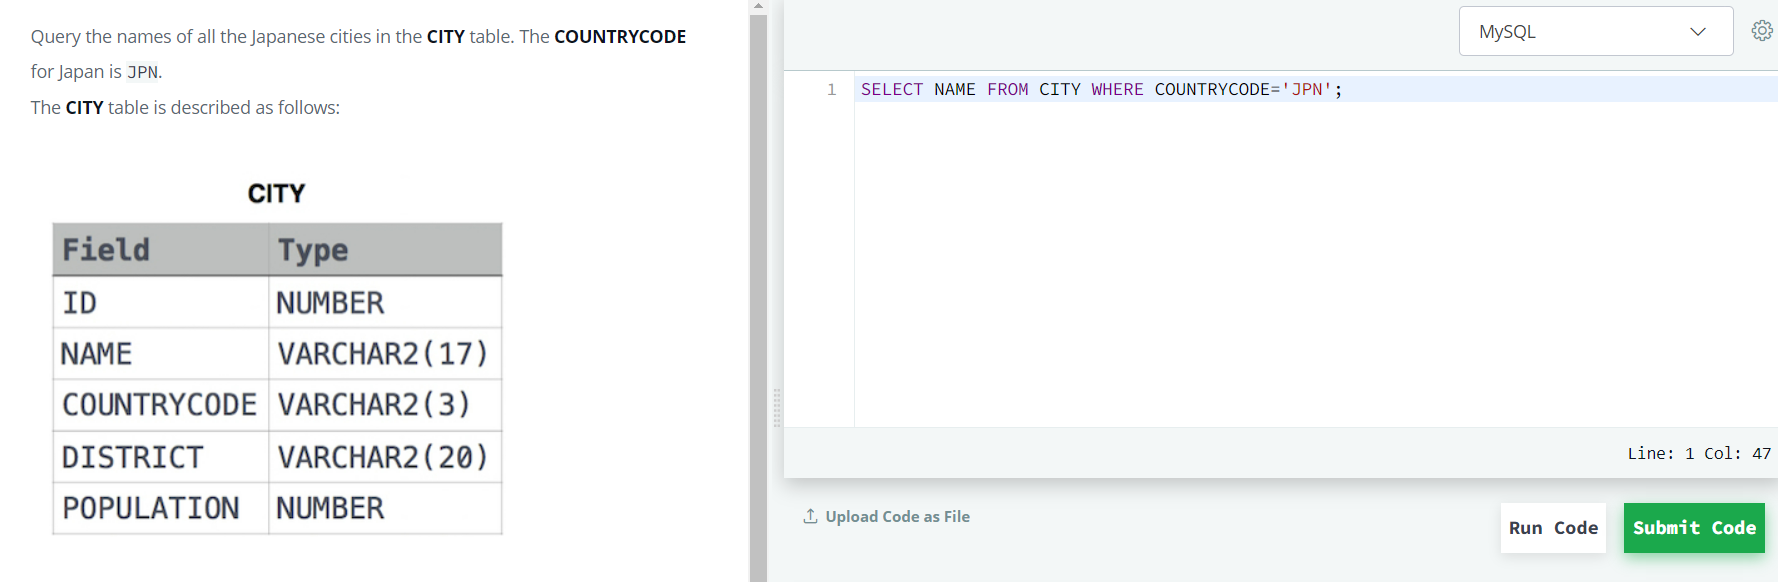 Query the names of all the Japanese cities in the CITY table. The COUNTRYCODE
for Japan is JPN.
The CITY table is described as follows:
CITY
Field Type
ID NUMBER
NAME VARCHAR2(17)
COUNTRYCODE VARCHAR2(3)
DISTRICT VARCHAR2(20)
POPULATION NUMBER
MySQL
1 SELECT NAME FROM CITY WHERE COUNTRYCODE='JPN';
Line: 1 Col: 47
Upload Code as File
Run Code
Submit Code